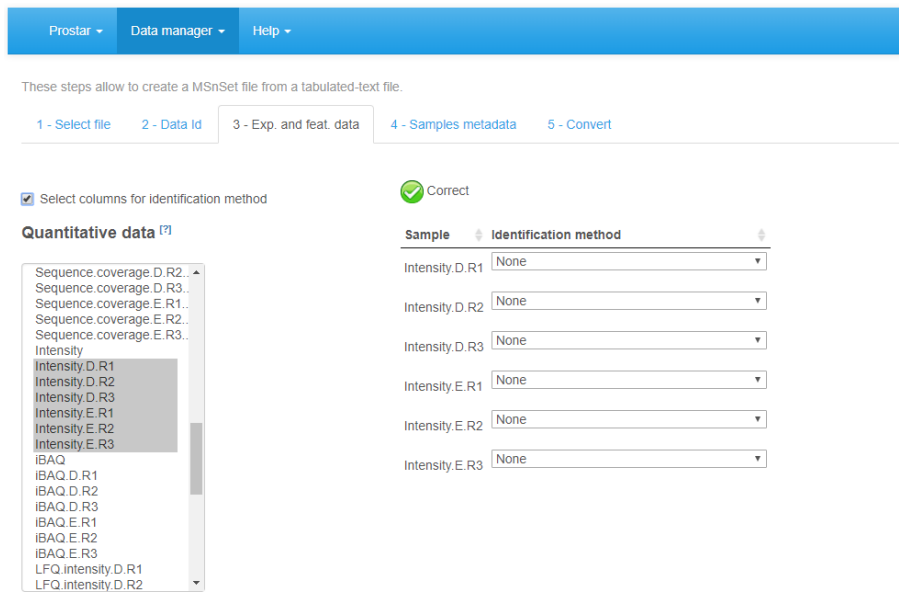 Prostar Data manager Help
These steps allow to create a MSnSet file from a tabulated-text file.
1 - Select file 2 - Data Id 3 - Exp. and feat. data 4 - Samples metadata 5 - Convert
Select columns for identification method
Quantitative data [?]
Sequence.coverage.D.R2..
Sequence.coverage.D.R3..
Sequence.coverage.E.R1..
Sequence.coverage.E.R2..
Sequence.coverage.E.R3..
Intensity
Intensity.D.R1
Intensity.D.R2
Intensity.D.R3
Intensity.E.R1
Intensity.E.R2
Intensity.E.R3
iBAQ
iBAQ.D.R1
iBAQ.D.R2
iBAQ.D.R3
iBAQ.E.R1
iBAQ.E.R2
iBAQ.E.R3
LFQ.intensity.D.R1
LFQ.intensity.D.R2
Correct
Sample Identification method
Intensity.D.R1 None
Intensity.D.R2 None
Intensity.D.R3 None
Intensity.E.R1 None
Intensity.E.R2 None
Intensity.E.R3 None